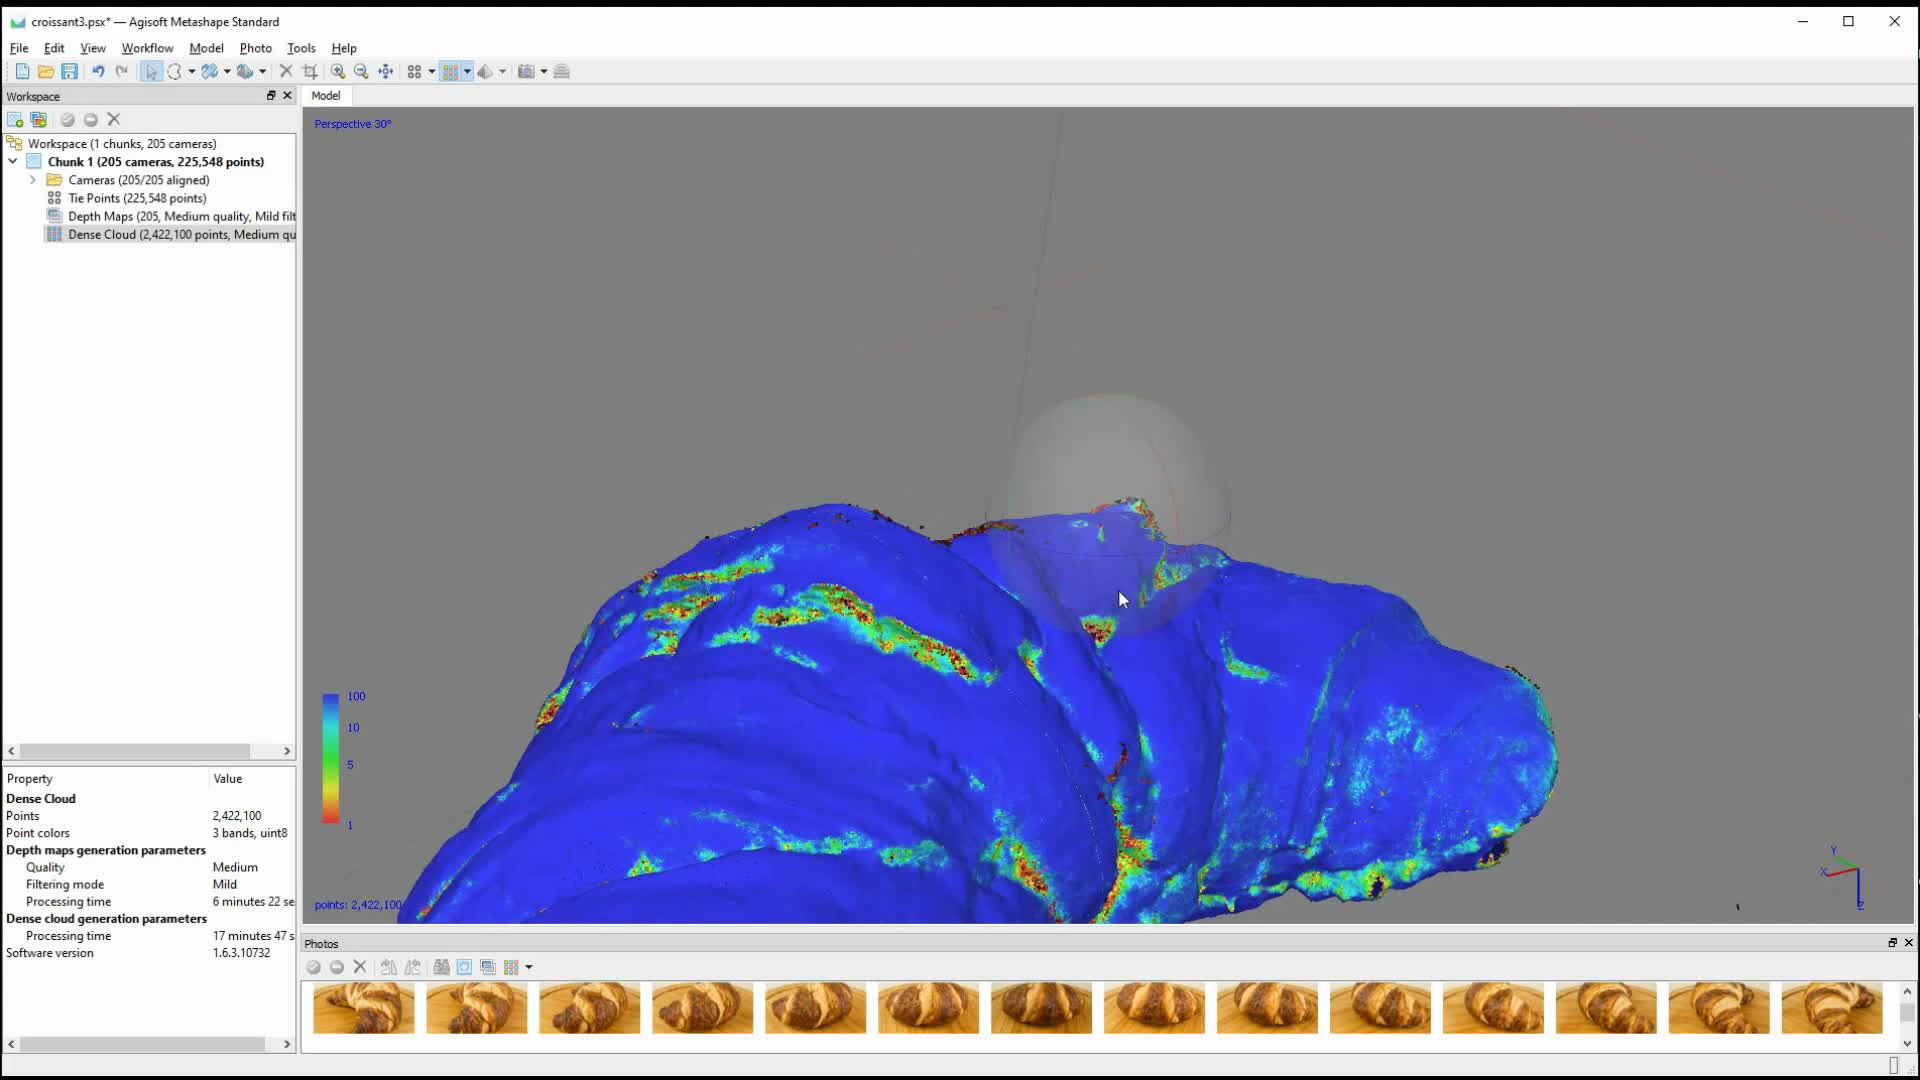 croissant3.psx* — Agisoft Metashape Standard
File Edit View Workflow Model Photo Tools Help
Workspace
Model
Workspace (1 chunks, 205 cameras)
Chunk 1 (205 cameras, 225,548 points)
Cameras (205/205 aligned)
Tie Points (225,548 points)
Depth Maps (205, Medium quality, Mild filt
Dense Cloud (2,422,100 points, Medium qu
Perspective 30°
100
10
5
1
points: 2,422,100
X
Y
Z
Property Value
Dense Cloud
Points 2,422,100
Point colors 3 bands, uint8
Depth maps generation parameters
Quality Medium
Filtering mode Mild
Processing time 6 minutes 22 se
Dense cloud generation parameters
Processing time 17 minutes 47 s
Software version 1.6.3.10732
Photos